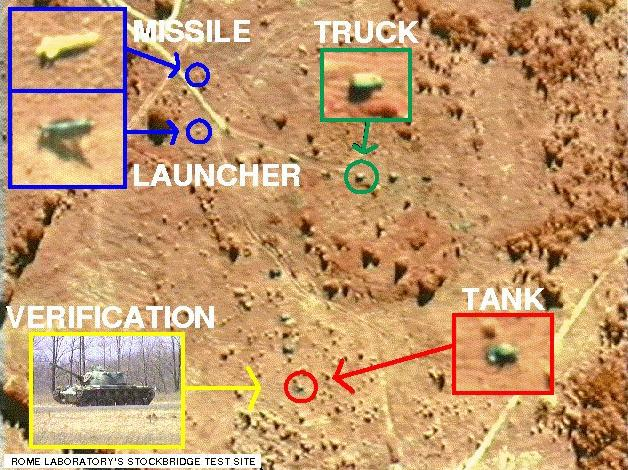 MISSILE
TRUCK
LAUNCHER
VERIFICATION
TANK
ROME LABORATORY'S STOCKBRIDGE TEST SITE